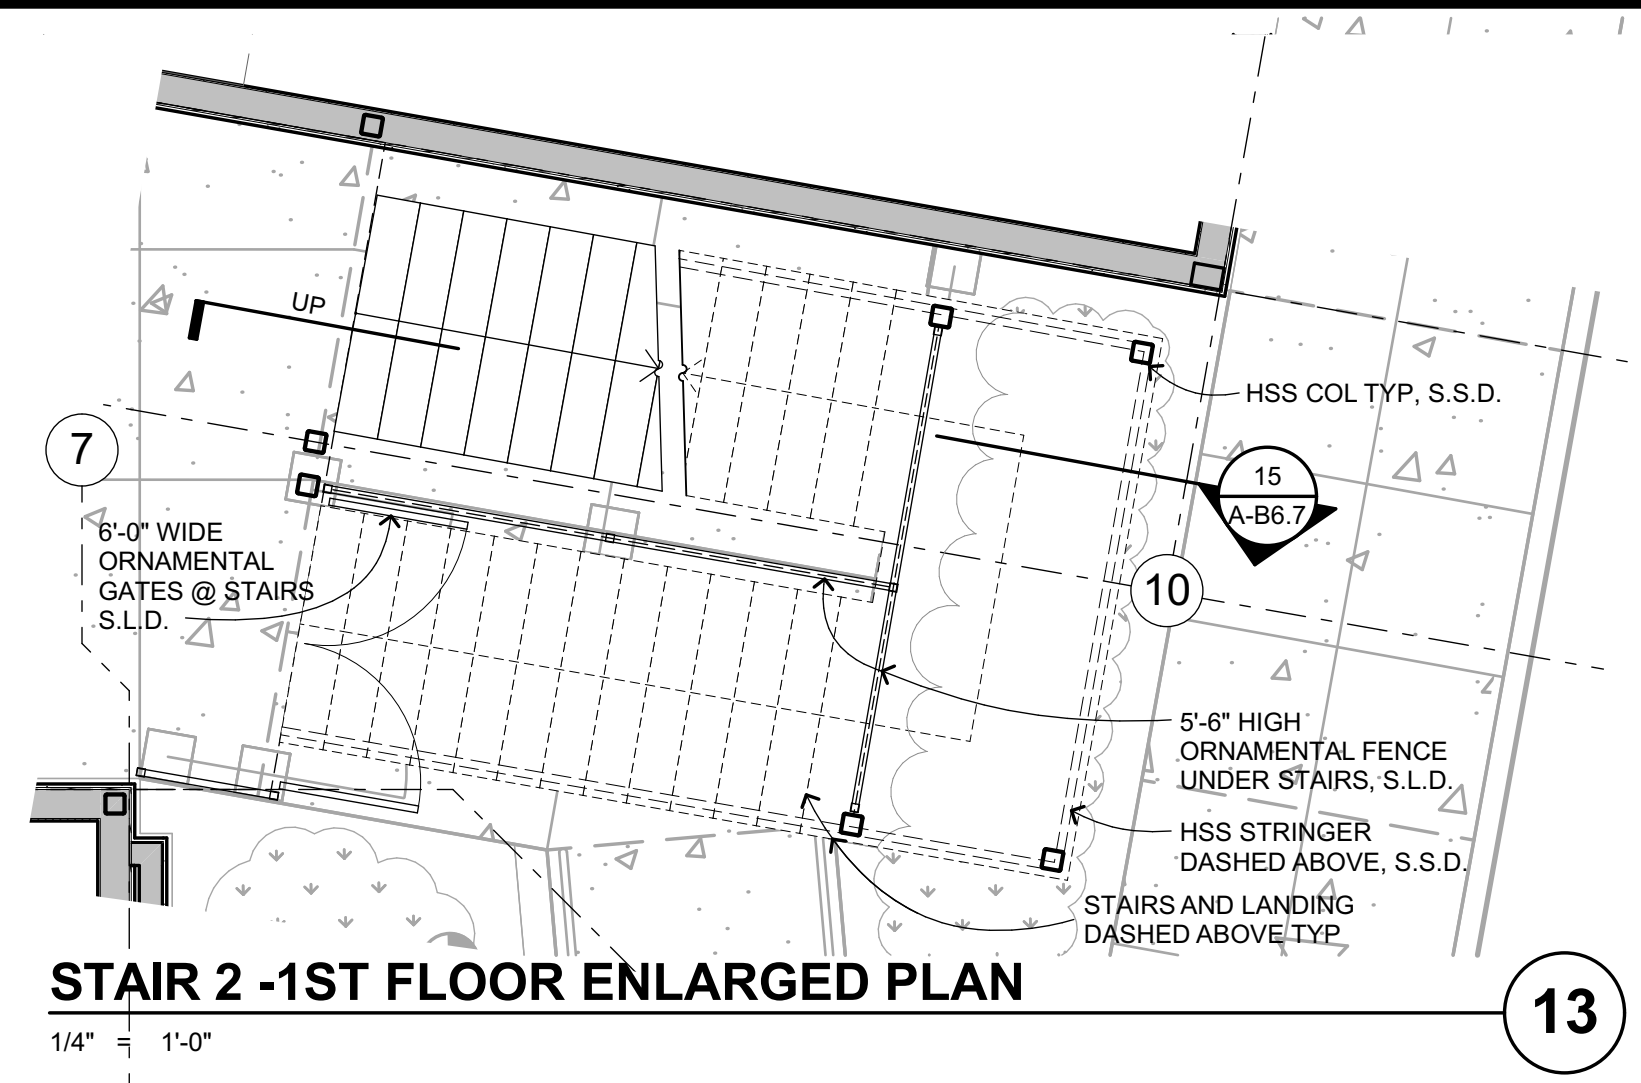 UP
HSS COL TYP, S.S.D.
7
15
A-B6.7
6'-0" WIDE
ORNAMENTAL
GATES @ STAIRS
S.L.D.
10
5'-6" HIGH
ORNAMENTAL FENCE
UNDER STAIRS, S.L.D.
HSS STRINGER
DASHED ABOVE, S.S.D.
STAIRS AND LANDING
DASHED ABOVE TYP
STAIR 2 -1ST FLOOR ENLARGED PLAN
13
1/4" = 1'-0"